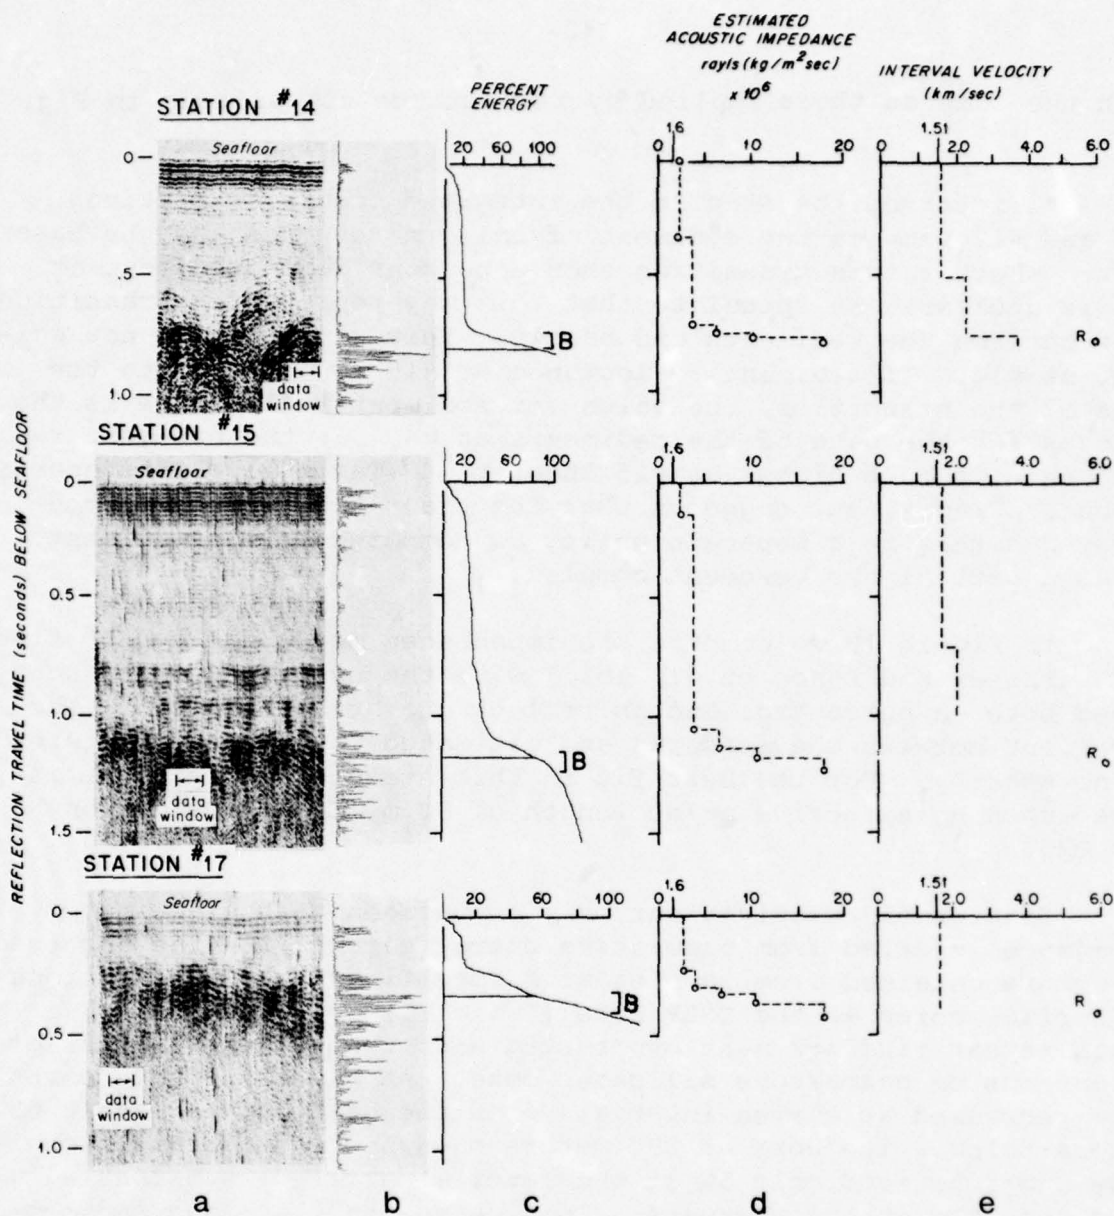 ESTIMATED
ACOUSTIC IMPEDANCE
rayls (kg/m² sec)
x 10⁶
INTERVAL VELOCITY
(km/sec)
PERCENT
ENERGY
STATION #14
Seafloor
20 60 100
1.6
0 10 20
1.51
0 2.0 4.0 6.0
0
.5
1.0
B
R
data
window
STATION #15
Seafloor
20 60 100
1.6
0 10 20
1.51
0 2.0 4.0 6.0
0
0.5
1.0
1.5
B
R
data
window
REFLECTION TRAVEL TIME (seconds) BELOW SEAFLOOR
STATION #17
Seafloor
20 60 100
1.6
0 10 20
1.51
0 2.0 4.0 6.0
0
0.5
1.0
B
R
data
window
a b c d e